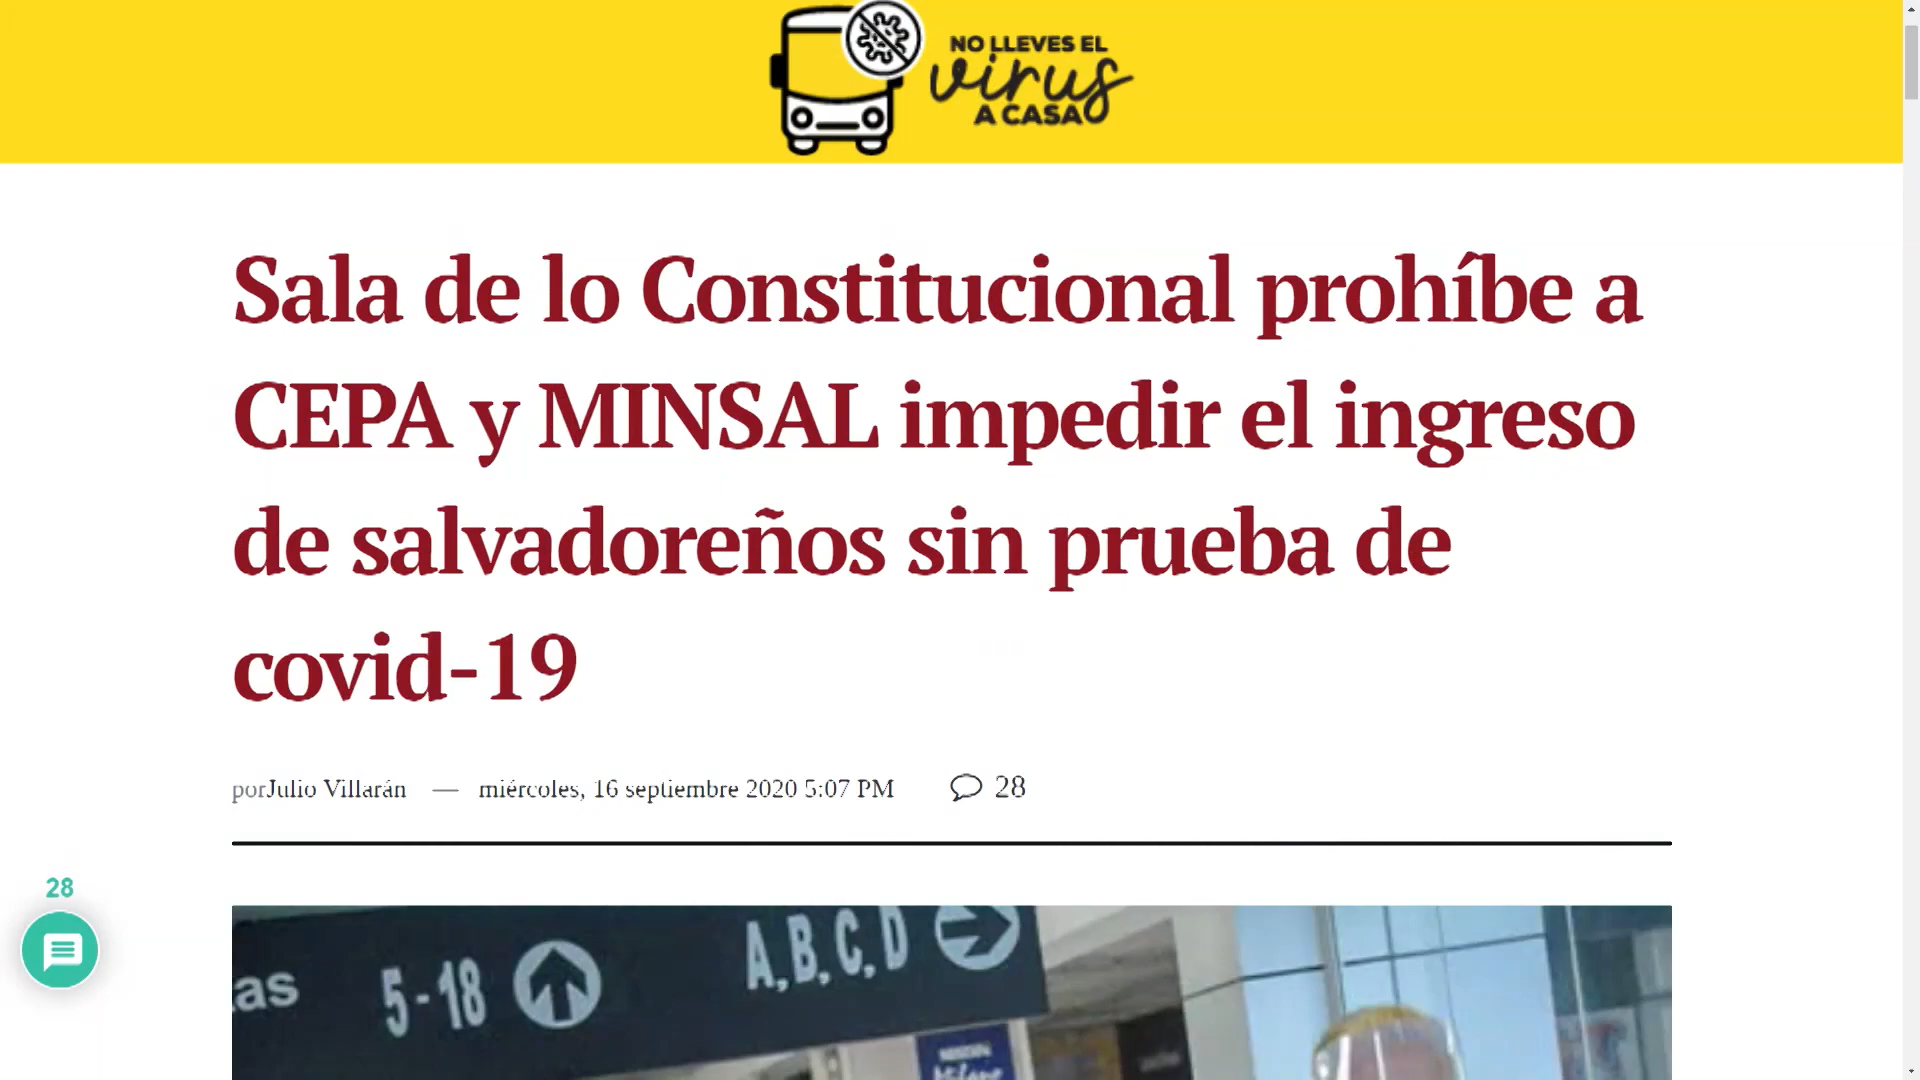 NO LLEVES EL
virus
A CASA
Sala de lo Constitucional prohíbe a
CEPA y MINSAL impedir el ingreso
de salvadoreños sin prueba de
covid-19
porJulio Villarán — miércoles, 16 septiembre 2020 5:07 PM 28
28
as 5-18 A,B,C,D